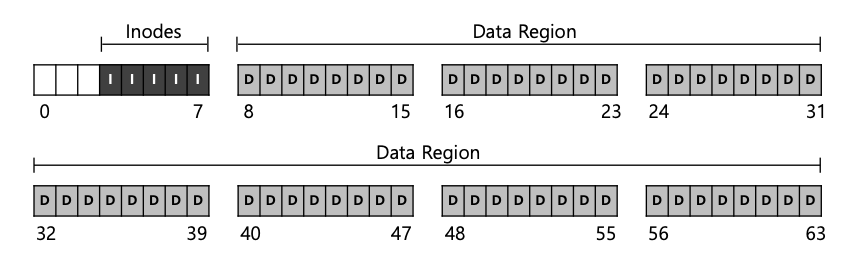 Inodes Data Region
I I I I I D D D D D D D D D D D D D D D D D D D D D D D D
0 7 8 15 16 23 24 31
Data Region
D D D D D D D D D D D D D D D D D D D D D D D D D D D D D D D D
32 39 40 47 48 55 56 63